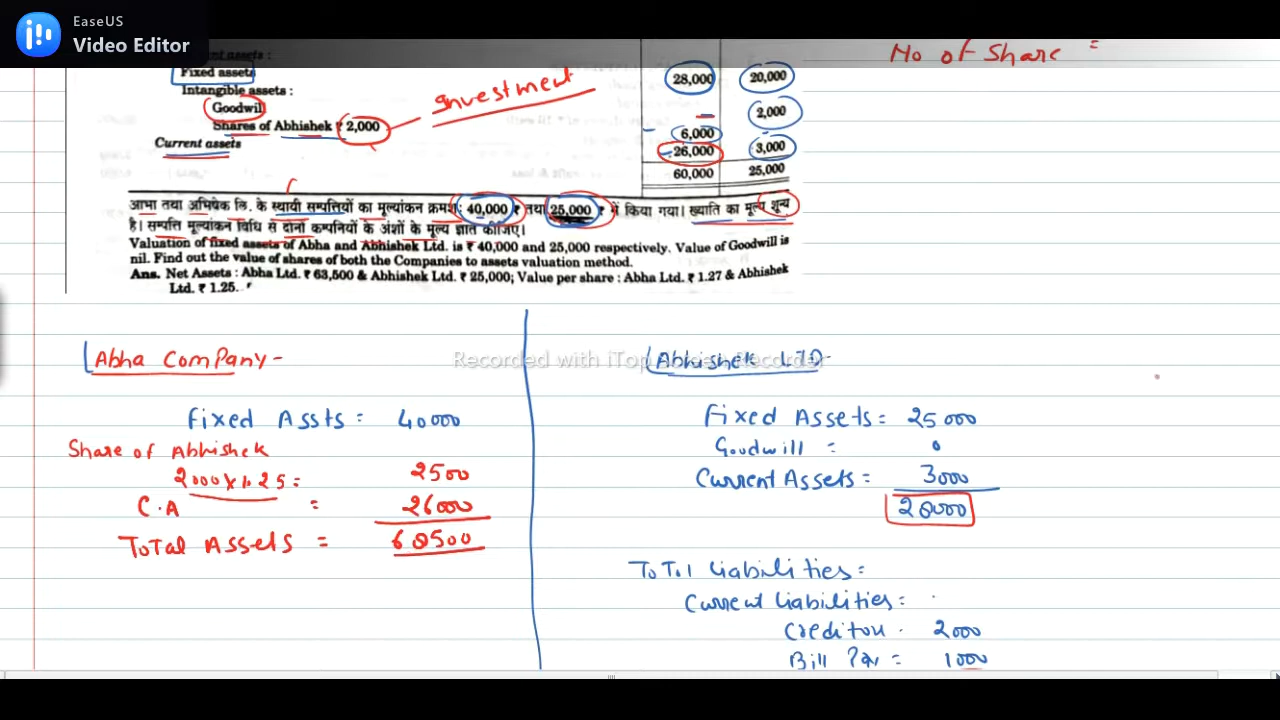 EaseUS
Video Editor
No of Share =
Fixed assets 28,000 20,000
Intangible assets :
Goodwill – 2,000
Shares of Abhishek ₹ 2,000 6,000
investment
Current assets 26,000 3,000
60,000 25,000
आभा तथा अभिषेक लि. के स्थायी सम्पत्तियों का मूल्यांकन क्रमशः 40,000 ₹ तथा 25,000 ₹ में किया गया। ख्याति का मूल्य शून्य
है। सम्पत्ति मूल्यांकन विधि से दोनों कम्पनियों के अंशों के मूल्य ज्ञात कीजिए।
Valuation of fixed assets of Abha and Abhishek Ltd. is ₹ 40,000 and 25,000 respectively. Value of Goodwill is
nil. Find out the value of shares of both the Companies to assets valuation method.
Ans. Net Assets : Abha Ltd. ₹ 63,500 & Abhishek Ltd. ₹ 25,000; Value per share : Abha Ltd. ₹ 1.27 & Abhishek
Ltd. ₹ 1.25.
Abha Company-
Fixed Assts = 40000
Share of Abhishek
2000 x 1.25 = 2500
C.A = 26000
Total Assets = 68500
Abhishek LTD-
Fixed Assets = 25000
Goodwill = 0
Current Assets = 3000
28000
ToTal Liabilities =
Current Liabilities =
2000
Bill Pay = 1000